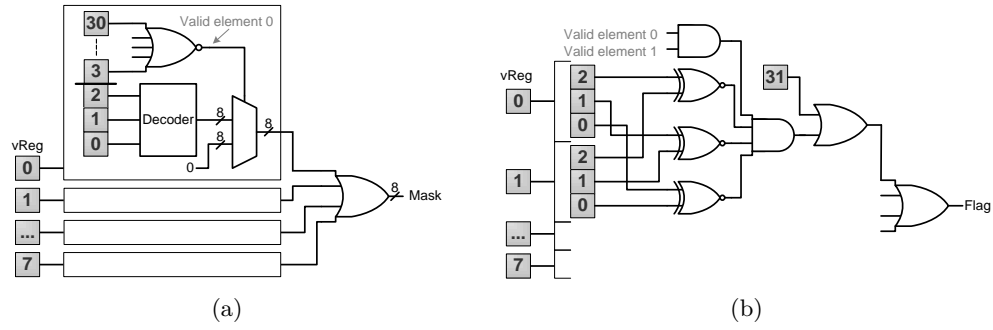 30
Valid element 0
3
2
1
0
Decoder
8
8
8
0
vReg
0
1
...
7
8
Mask
(a)
Valid element 0
Valid element 1
vReg
0
2
1
0
31
1
2
1
0
...
7
Flag
(b)